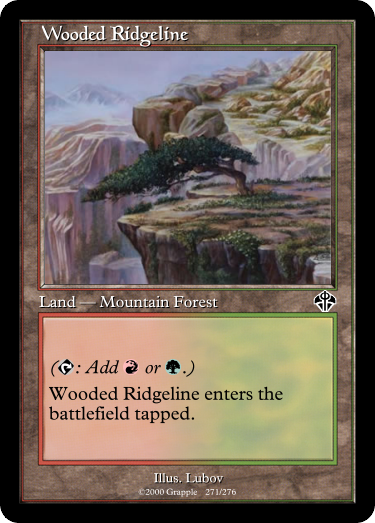 Wooded Ridgeline
Land — Mountain Forest
(: Add or .)
Wooded Ridgeline enters the
battlefield tapped.
Illus. Lubov
©2000 Grapple 271/276